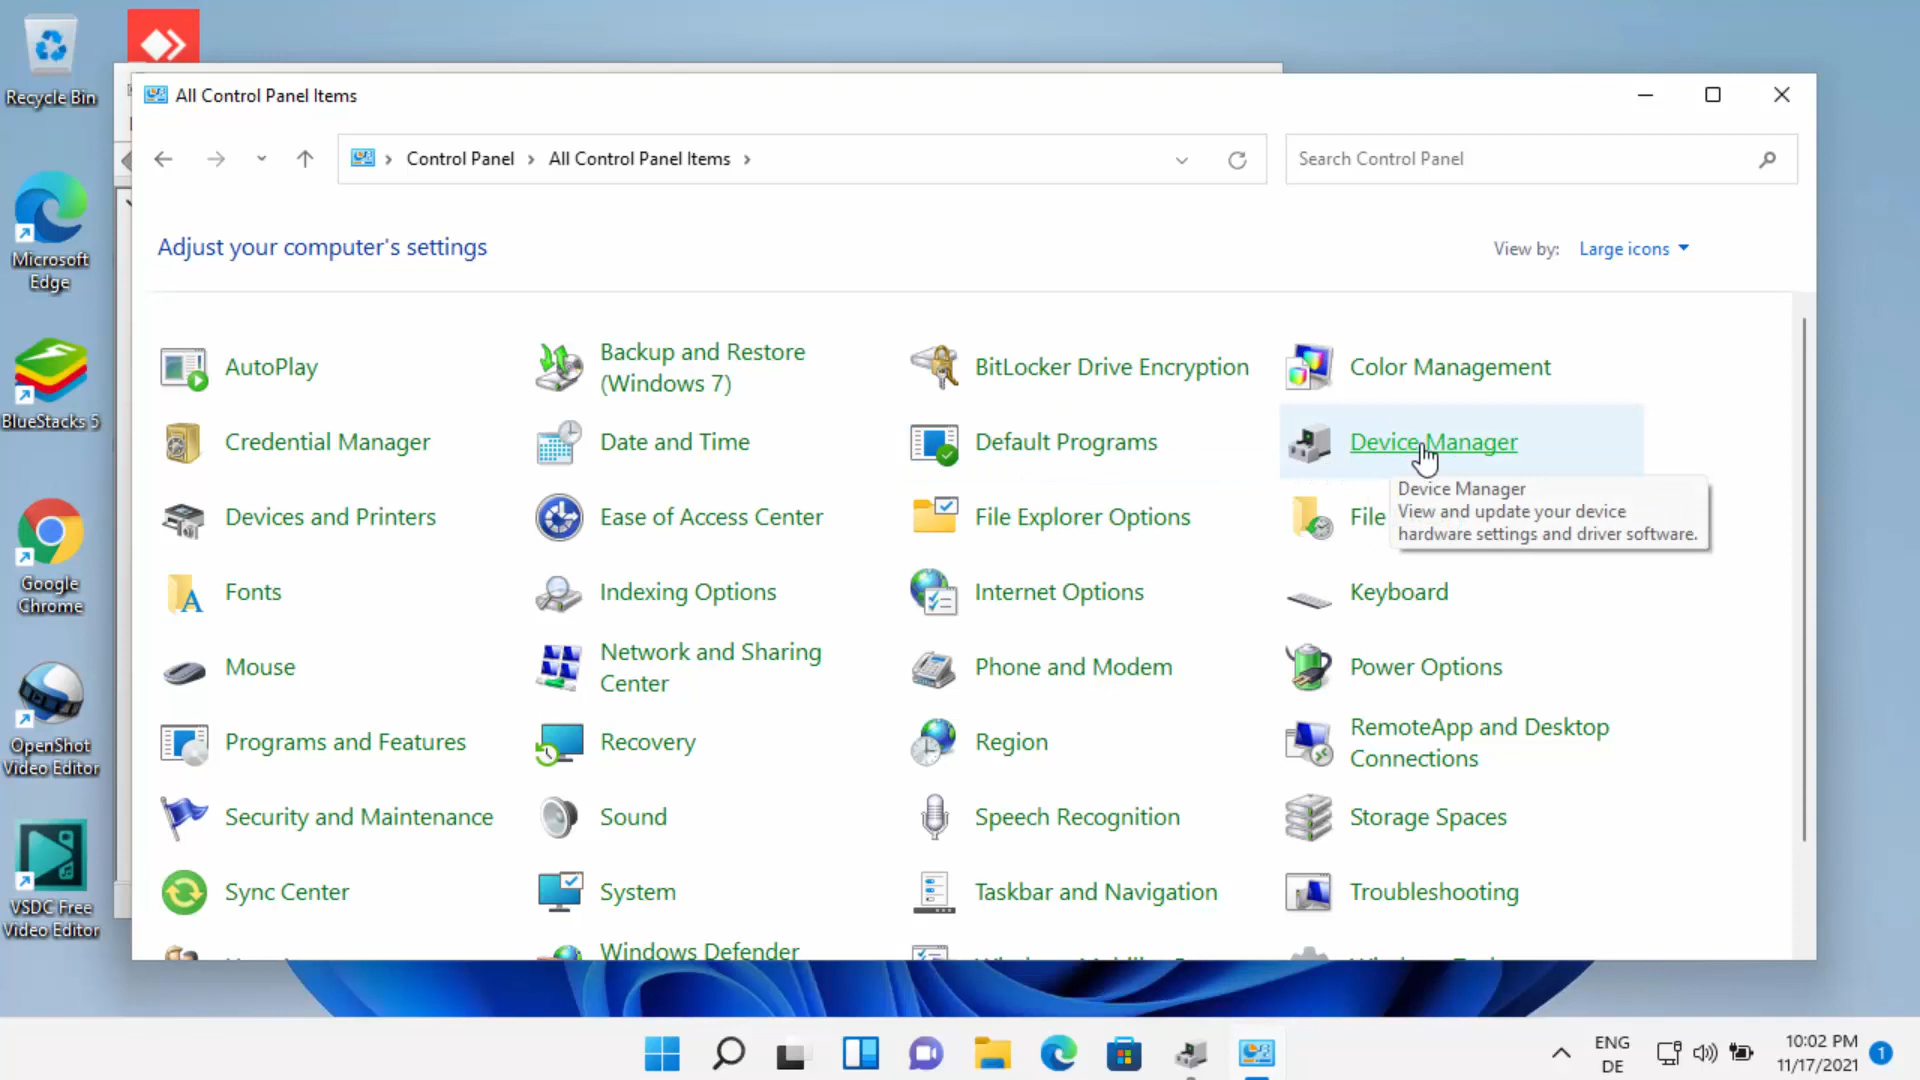 Recycle Bin
Microsoft
Edge
BlueStacks 5
Google
Chrome
OpenShot
Video Editor
VSDC Free
Video Editor
All Control Panel Items
Control Panel
All Control Panel Items
Search Control Panel
Adjust your computer's settings
View by:
Large icons
AutoPlay
Backup and Restore
(Windows 7)
BitLocker Drive Encryption
Color Management
Credential Manager
Date and Time
Default Programs
Device Manager
Device Manager
View and update your device
hardware settings and driver software.
Devices and Printers
Ease of Access Center
File Explorer Options
File
Fonts
Indexing Options
Internet Options
Keyboard
Mouse
Network and Sharing
Center
Phone and Modem
Power Options
Programs and Features
Recovery
Region
RemoteApp and Desktop
Connections
Security and Maintenance
Sound
Speech Recognition
Storage Spaces
Sync Center
System
Taskbar and Navigation
Troubleshooting
Windows Defender
ENG
DE
10:02 PM
11/17/2021
1